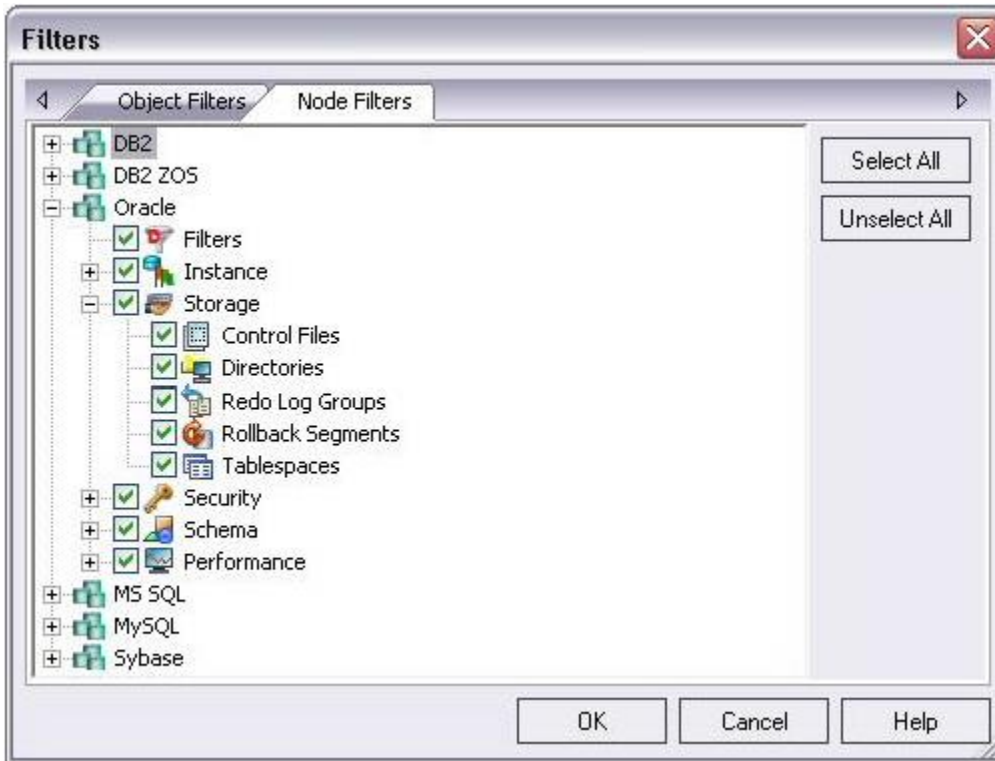 Filters
Object Filters Node Filters
DB2
Select All
DB2 ZOS
Oracle
Unselect All
Filters
Instance
Storage
Control Files
Directories
Redo Log Groups
Rollback Segments
Tablespaces
Security
Schema
Performance
MS SQL
MySQL
Sybase
OK Cancel Help